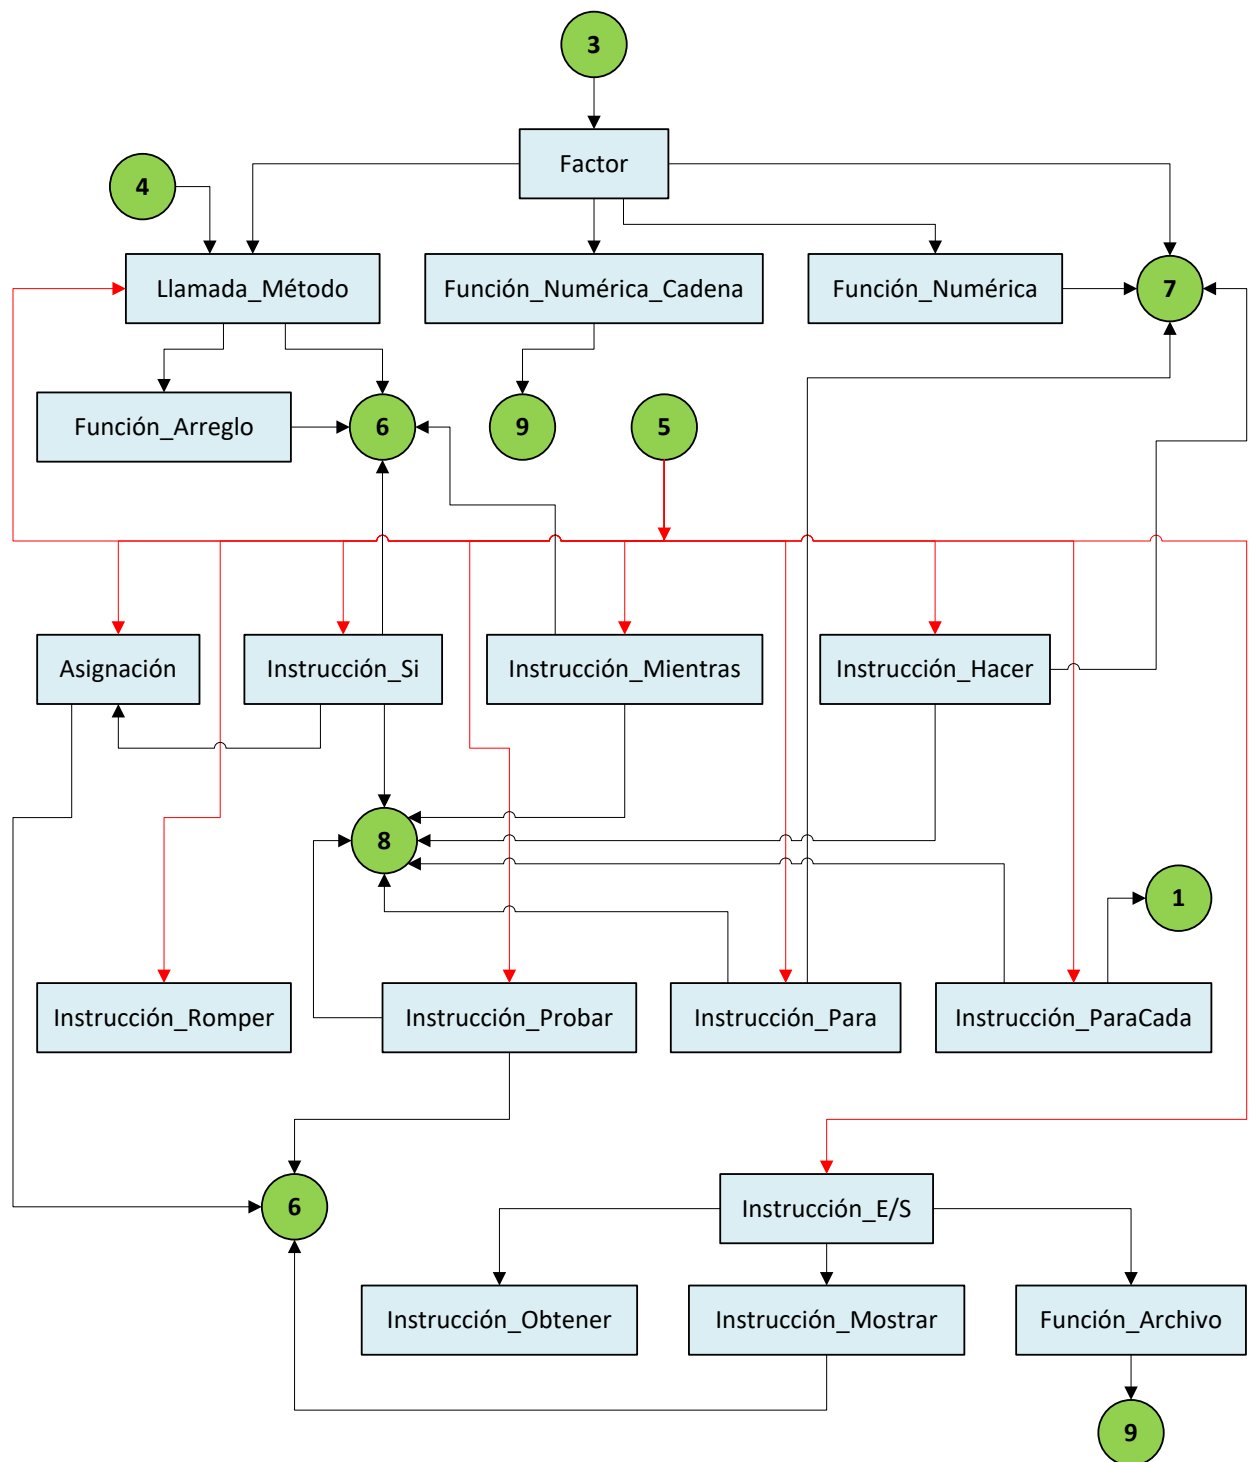 3
Factor
4
Llamada_Método
Función_Numérica_Cadena
Función_Numérica
7
Función_Arreglo
6
9
5
Asignación
Instrucción_Si
Instrucción_Mientras
Instrucción_Hacer
8
1
Instrucción_Romper
Instrucción_Probar
Instrucción_Para
Instrucción_ParaCada
6
Instrucción_E/S
Instrucción_Obtener
Instrucción_Mostrar
Función_Archivo
9